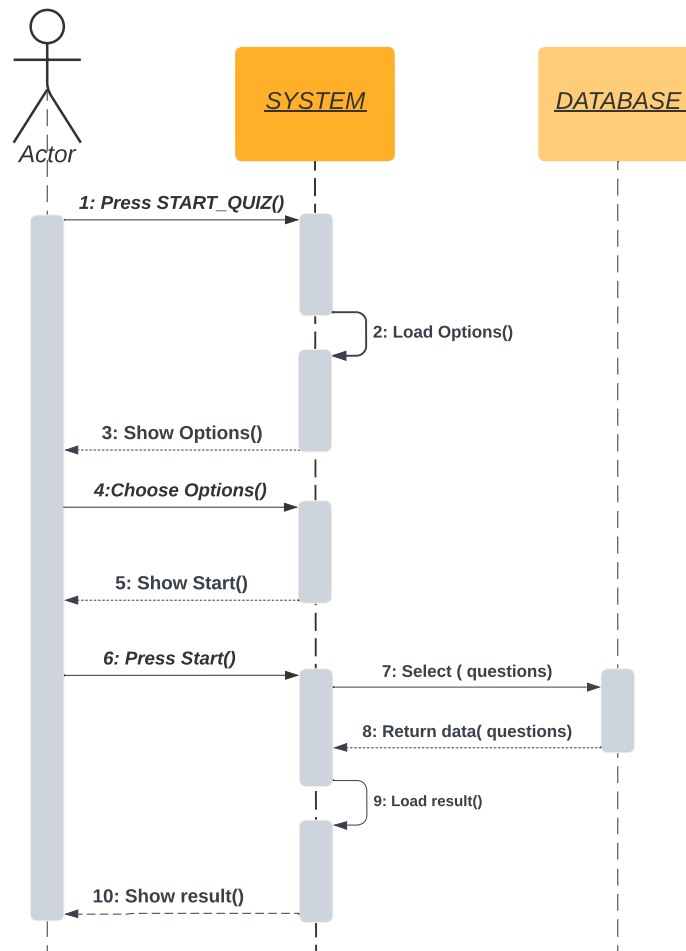 Actor
SYSTEM
DATABASE
1: Press START_QUIZ()
2: Load Options()
3: Show Options()
4:Choose Options()
5: Show Start()
6: Press Start()
7: Select ( questions)
8: Return data( questions)
9: Load result()
10: Show result()